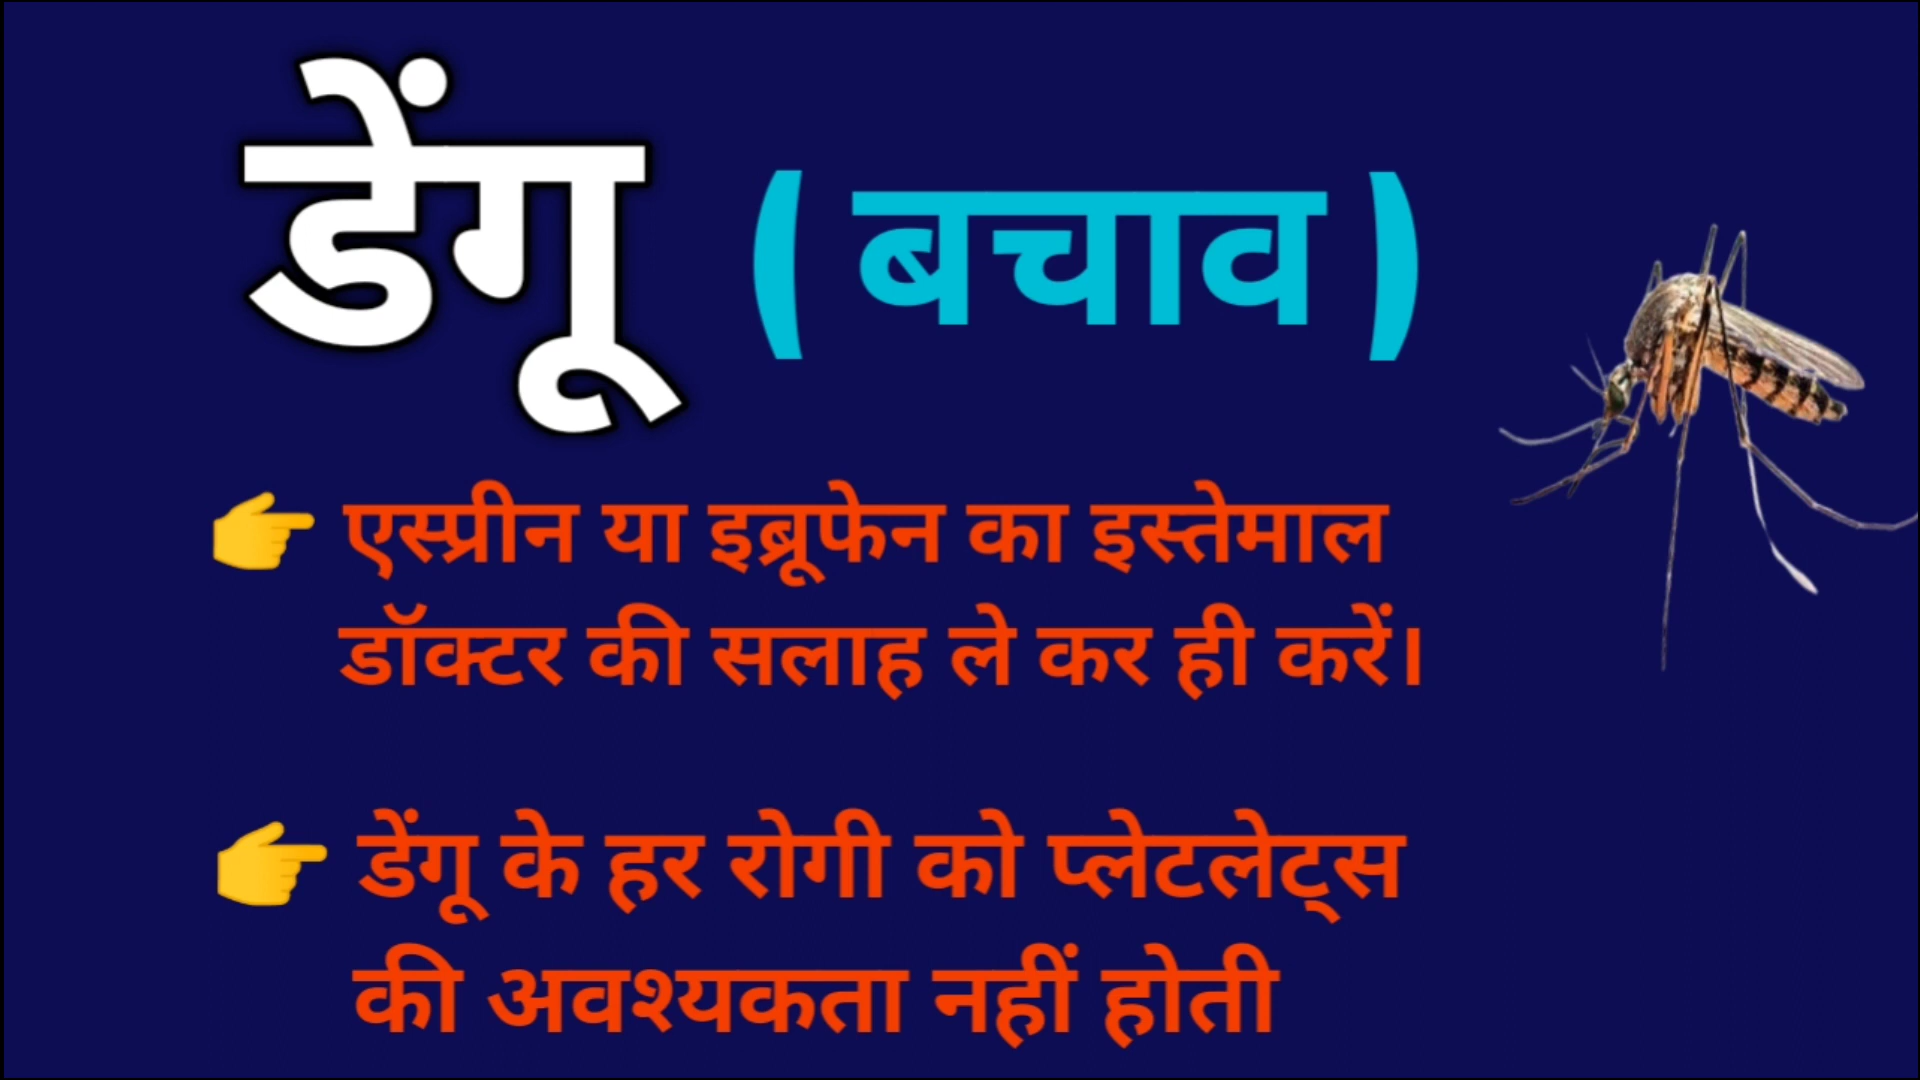 डेंगू ( बचाव )
👉 एस्प्रीन या इब्रूफेन का इस्तेमाल
डॉक्टर की सलाह ले कर ही करें।
👉 डेंगू के हर रोगी को प्लेटलेट्स
की अवश्यकता नहीं होती